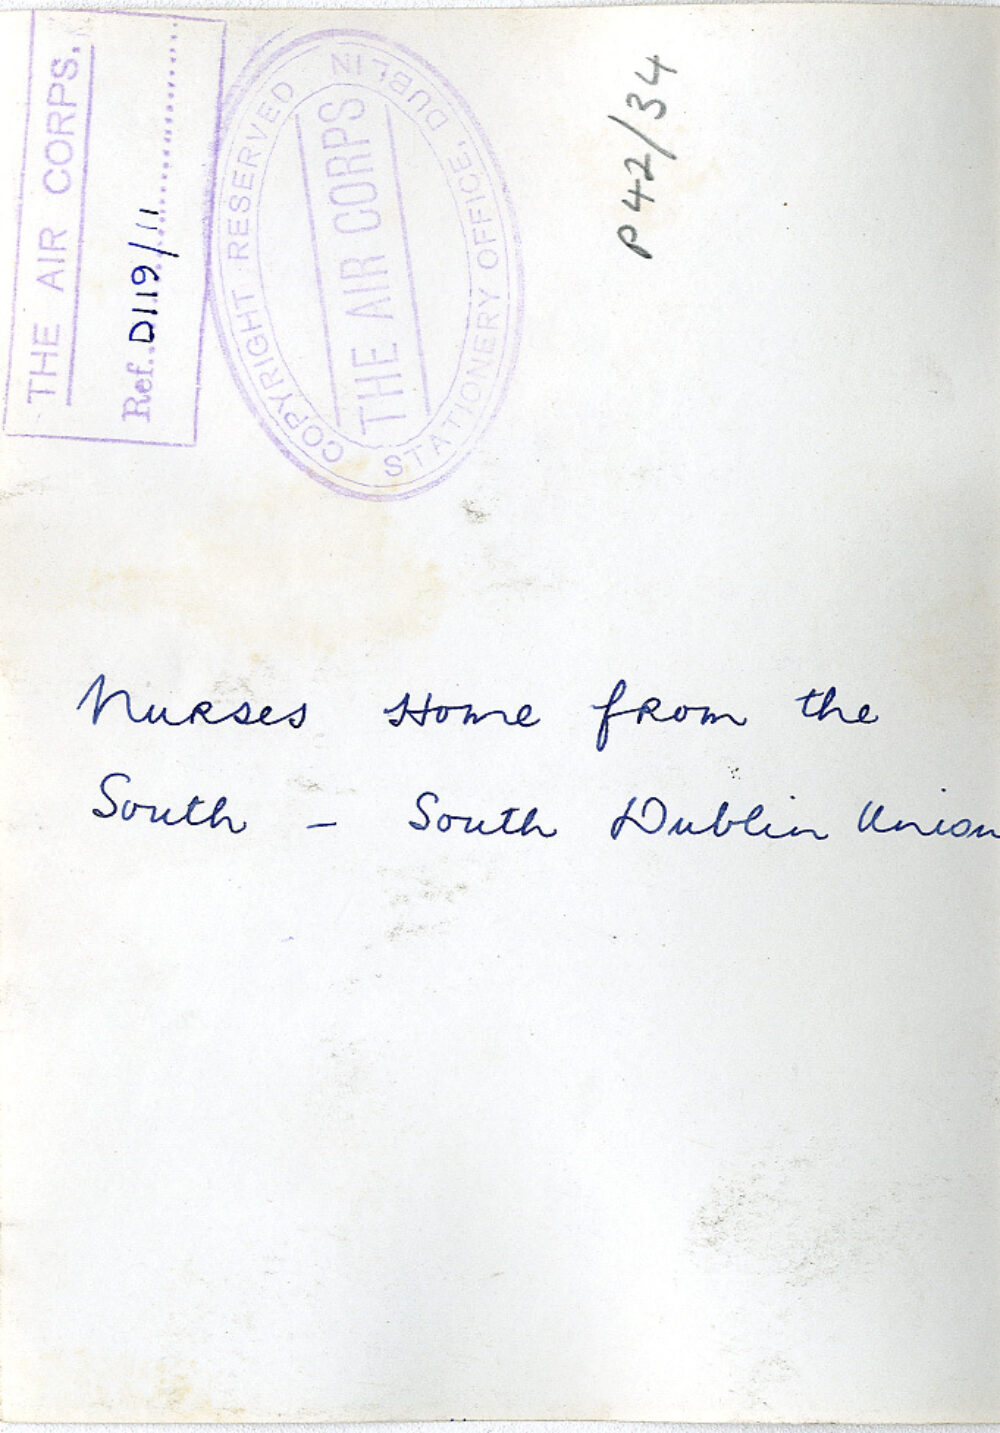 THE AIR CORPS.
Ref. D119/11
COPYRIGHT RESERVED
THE AIR CORPS
STATIONERY OFFICE, DUBLIN
P42/34
Nurses Home from the
South - South Dublin Union